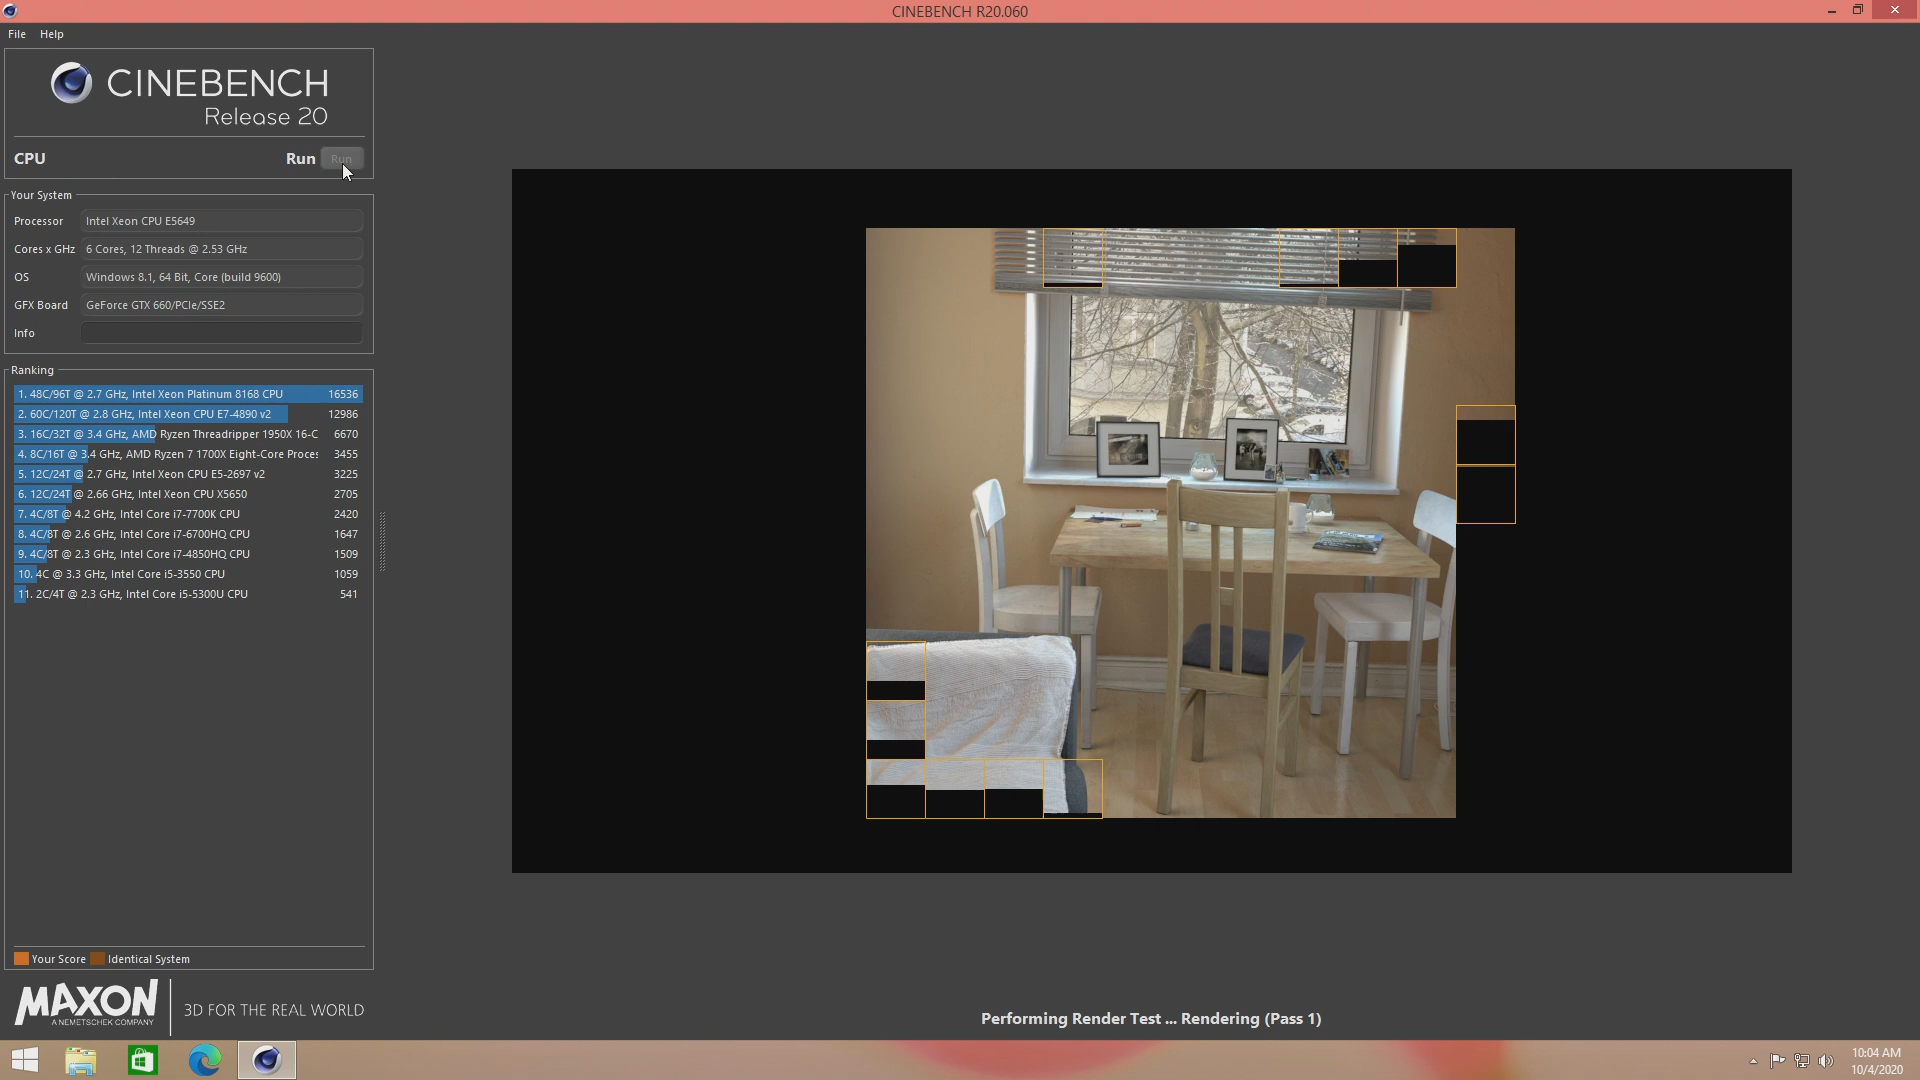 CINEBENCH R20.060
File Help
CINEBENCH
Release 20
CPU Run Run
Your System
Processor Intel Xeon CPU E5649
Cores x GHz 6 Cores, 12 Threads @ 2.53 GHz
OS Windows 8.1, 64 Bit, Core (build 9600)
GFX Board GeForce GTX 660/PCIe/SSE2
Info
Ranking
1. 48C/96T @ 2.7 GHz, Intel Xeon Platinum 8168 CPU 16536
2. 60C/120T @ 2.8 GHz, Intel Xeon CPU E7-4890 v2 12986
3. 16C/32T @ 3.4 GHz, AMD Ryzen Threadripper 1950X 16-C 6670
4. 8C/16T @ 3.4 GHz, AMD Ryzen 7 1700X Eight-Core Proces 3455
5. 12C/24T @ 2.7 GHz, Intel Xeon CPU E5-2697 v2 3225
6. 12C/24T @ 2.66 GHz, Intel Xeon CPU X5650 2705
7. 4C/8T @ 4.2 GHz, Intel Core i7-7700K CPU 2420
8. 4C/8T @ 2.6 GHz, Intel Core i7-6700HQ CPU 1647
9. 4C/8T @ 2.3 GHz, Intel Core i7-4850HQ CPU 1509
10. 4C @ 3.3 GHz, Intel Core i5-3550 CPU 1059
11. 2C/4T @ 2.3 GHz, Intel Core i5-5300U CPU 541
Your Score Identical System
MAXON
A NEMETSCHEK COMPANY
3D FOR THE REAL WORLD
Performing Render Test ... Rendering (Pass 1)
10:04 AM
10/4/2020